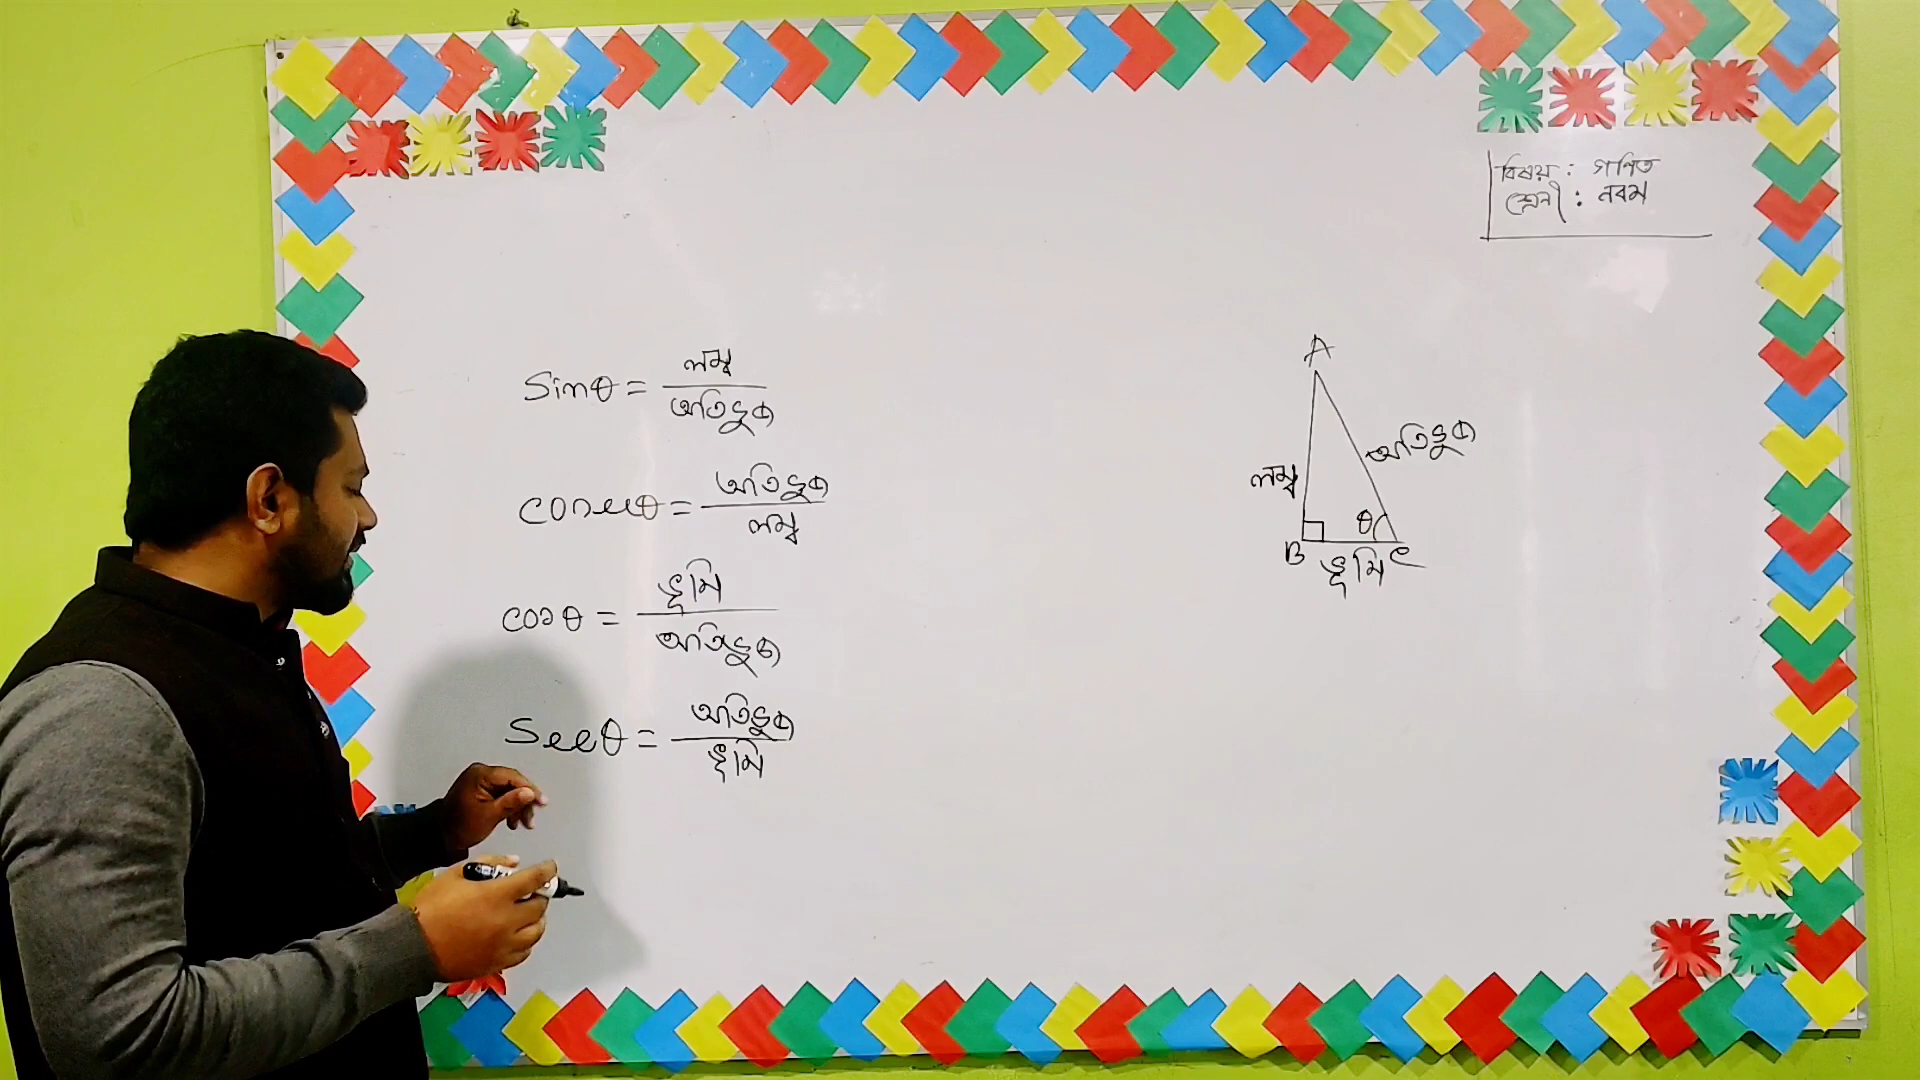 বিষয় : গণিত
শ্রেণী : নবম
sinθ = লম্ব / অতিভুজ
cosecθ = অতিভুজ / লম্ব
cosθ = ভূমি / অতিভুজ
secθ = অতিভুজ / ভূমি
A
লম্ব
অতিভুজ
θ
B
ভূমি
C